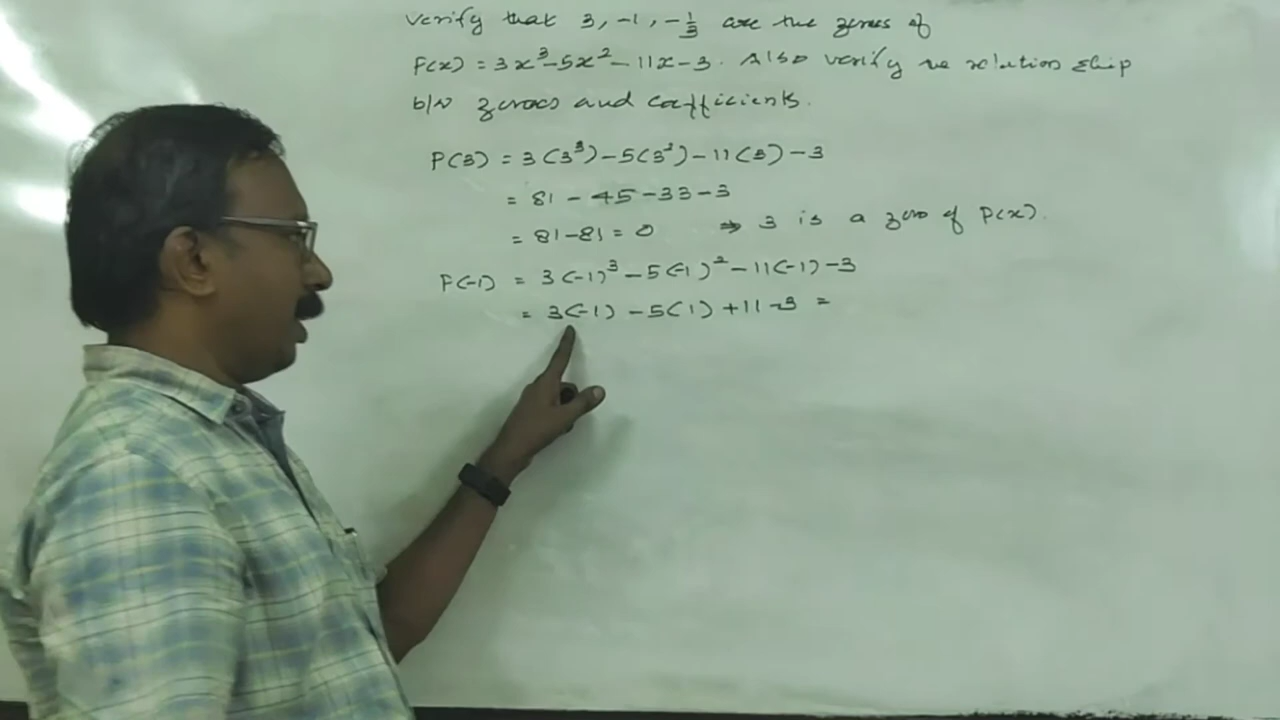 Verify that 3, -1, -1/3 are the zeroes of
P(x) = 3x³-5x²-11x-3. Also verify the relationship
b/w zeroes and coefficients.
P(3) = 3(3³)-5(3²)-11(3)-3
= 81-45-33-3
= 81-81=0 ⇒ 3 is a zero of P(x).
P(-1) = 3(-1)³-5(-1)²-11(-1)-3
= 3(-1)-5(1)+11-3 =